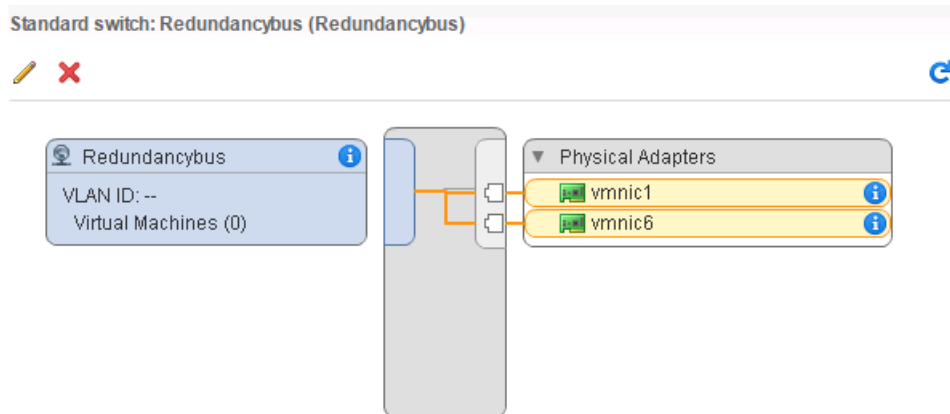 Standard switch: Redundancybus (Redundancybus)
Redundancybus
VLAN ID: --
Virtual Machines (0)
Physical Adapters
vmnic1
vmnic6